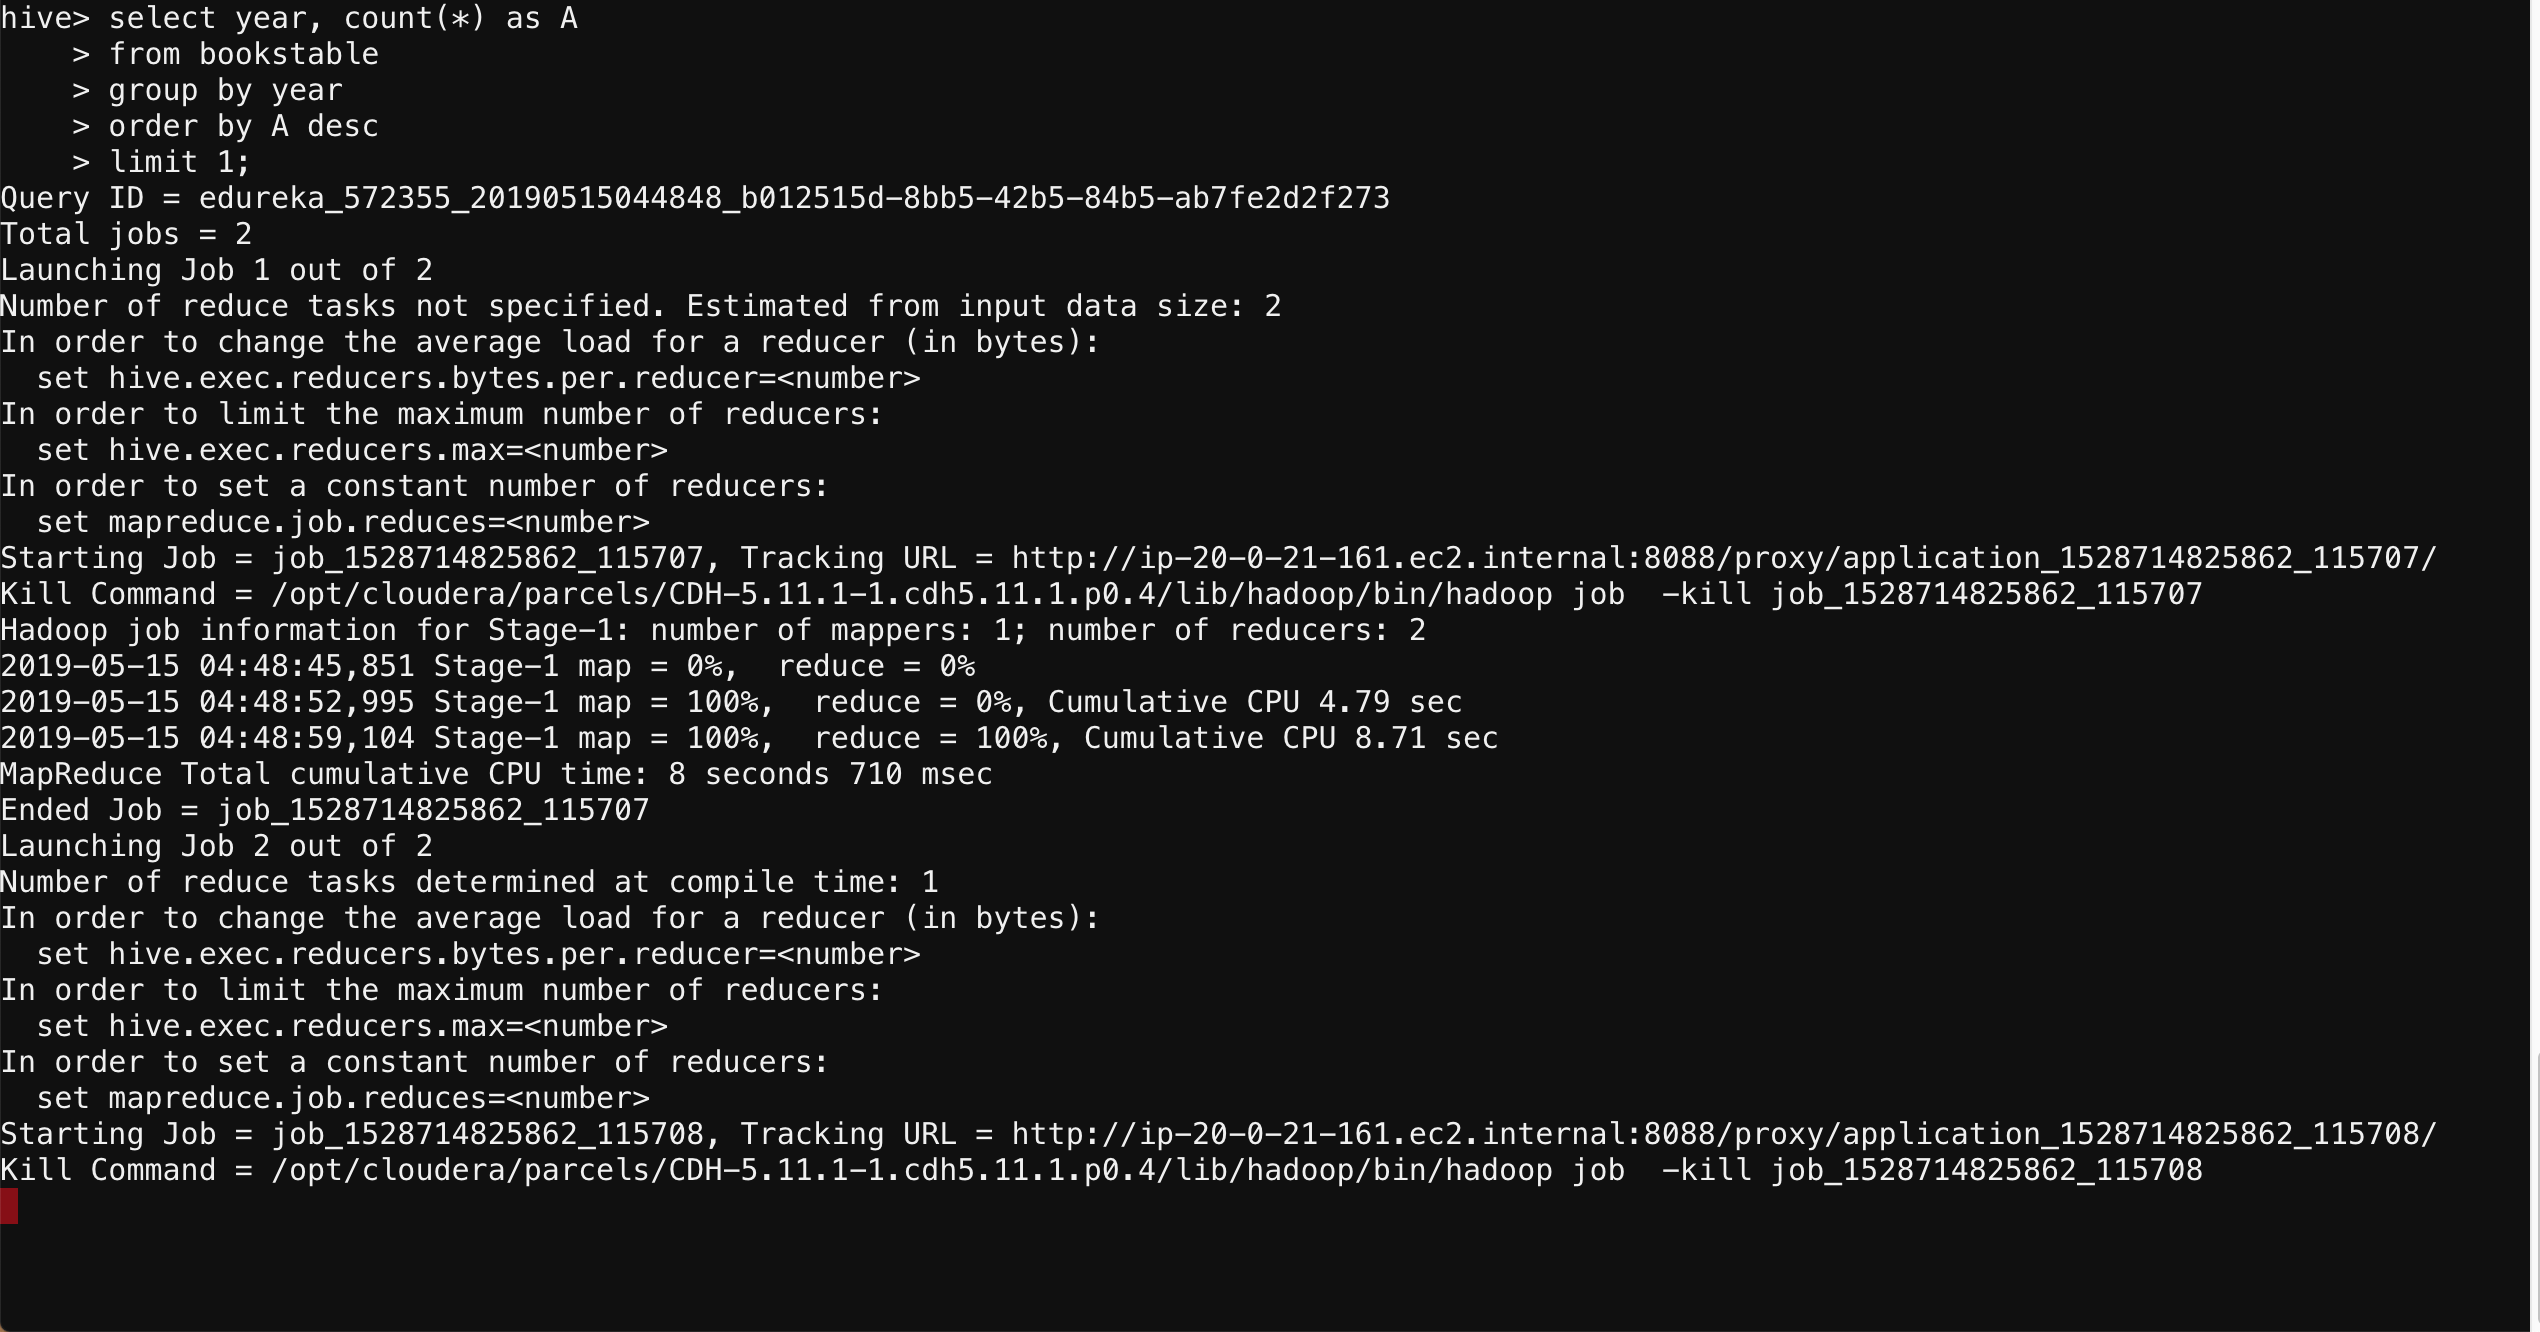 hive> select year, count(*) as A
    > from bookstable
    > group by year
    > order by A desc
    > limit 1;
Query ID = edureka_572355_20190515044848_b012515d-8bb5-42b5-84b5-ab7fe2d2f273
Total jobs = 2
Launching Job 1 out of 2
Number of reduce tasks not specified. Estimated from input data size: 2
In order to change the average load for a reducer (in bytes):
  set hive.exec.reducers.bytes.per.reducer=<number>
In order to limit the maximum number of reducers:
  set hive.exec.reducers.max=<number>
In order to set a constant number of reducers:
  set mapreduce.job.reduces=<number>
Starting Job = job_1528714825862_115707, Tracking URL = http://ip-20-0-21-161.ec2.internal:8088/proxy/application_1528714825862_115707/
Kill Command = /opt/cloudera/parcels/CDH-5.11.1-1.cdh5.11.1.p0.4/lib/hadoop/bin/hadoop job  -kill job_1528714825862_115707
Hadoop job information for Stage-1: number of mappers: 1; number of reducers: 2
2019-05-15 04:48:45,851 Stage-1 map = 0%,  reduce = 0%
2019-05-15 04:48:52,995 Stage-1 map = 100%,  reduce = 0%, Cumulative CPU 4.79 sec
2019-05-15 04:48:59,104 Stage-1 map = 100%,  reduce = 100%, Cumulative CPU 8.71 sec
MapReduce Total cumulative CPU time: 8 seconds 710 msec
Ended Job = job_1528714825862_115707
Launching Job 2 out of 2
Number of reduce tasks determined at compile time: 1
In order to change the average load for a reducer (in bytes):
  set hive.exec.reducers.bytes.per.reducer=<number>
In order to limit the maximum number of reducers:
  set hive.exec.reducers.max=<number>
In order to set a constant number of reducers:
  set mapreduce.job.reduces=<number>
Starting Job = job_1528714825862_115708, Tracking URL = http://ip-20-0-21-161.ec2.internal:8088/proxy/application_1528714825862_115708/
Kill Command = /opt/cloudera/parcels/CDH-5.11.1-1.cdh5.11.1.p0.4/lib/hadoop/bin/hadoop job  -kill job_1528714825862_115708